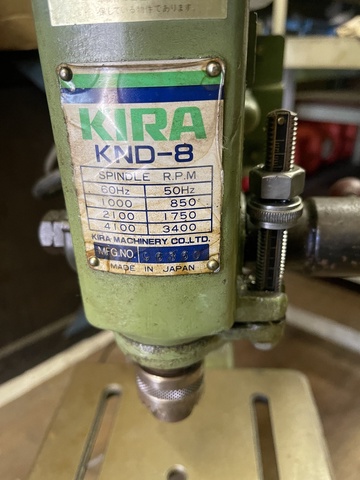 KIRA
KND-8
SPINDLE R.P.M
60Hz 50Hz
1000 850
2100 1750
4100 3400
KIRA MACHINERY CO.,LTD.
MFG.NO.
MADE IN JAPAN